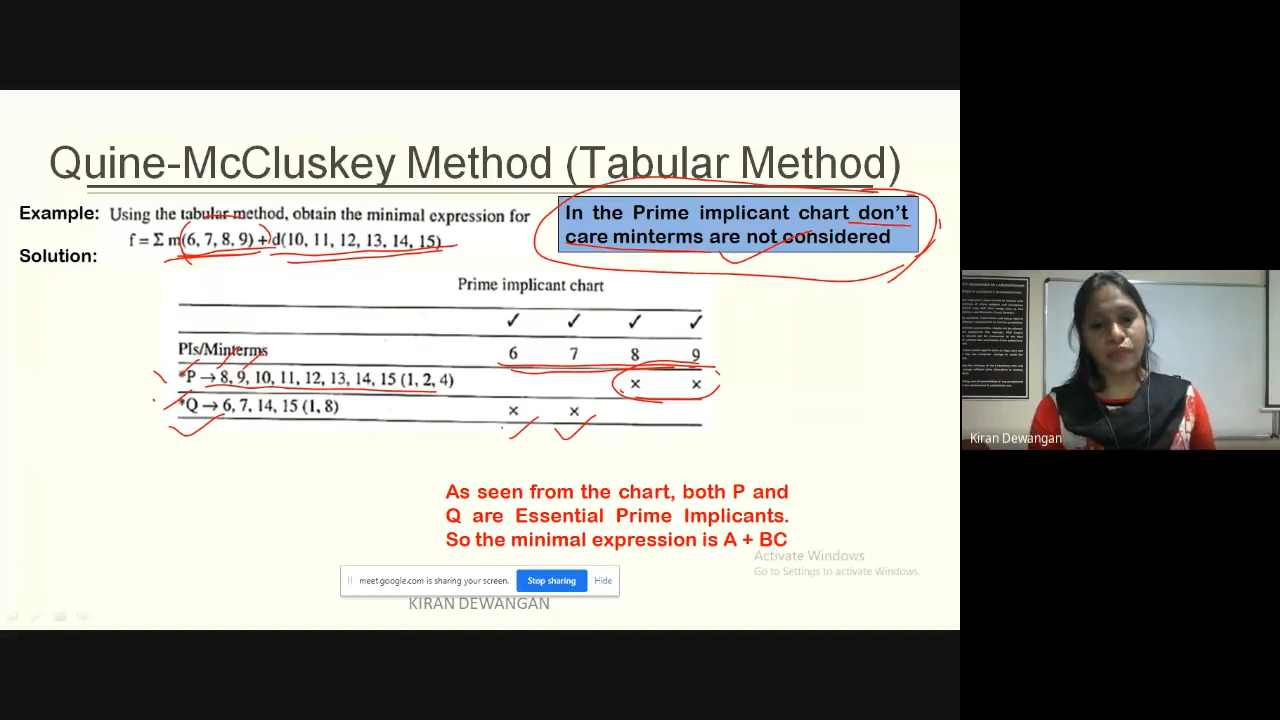 Quine-McCluskey Method (Tabular Method)
Example: Using the tabular method, obtain the minimal expression for
f = Σ m(6, 7, 8, 9) + d(10, 11, 12, 13, 14, 15)
In the Prime implicant chart don't
care minterms are not considered
Solution:
Prime implicant chart
✓ ✓ ✓ ✓
PIs/Minterms 6 7 8 9
*P → 8, 9, 10, 11, 12, 13, 14, 15 (1, 2, 4) × ×
*Q → 6, 7, 14, 15 (1, 8) × ×
As seen from the chart, both P and
Q are Essential Prime Implicants.
So the minimal expression is A + BC
Activate Windows
Go to Settings to activate Windows.
meet.google.com is sharing your screen. Stop sharing Hide
KIRAN DEWANGAN
Kiran Dewangan